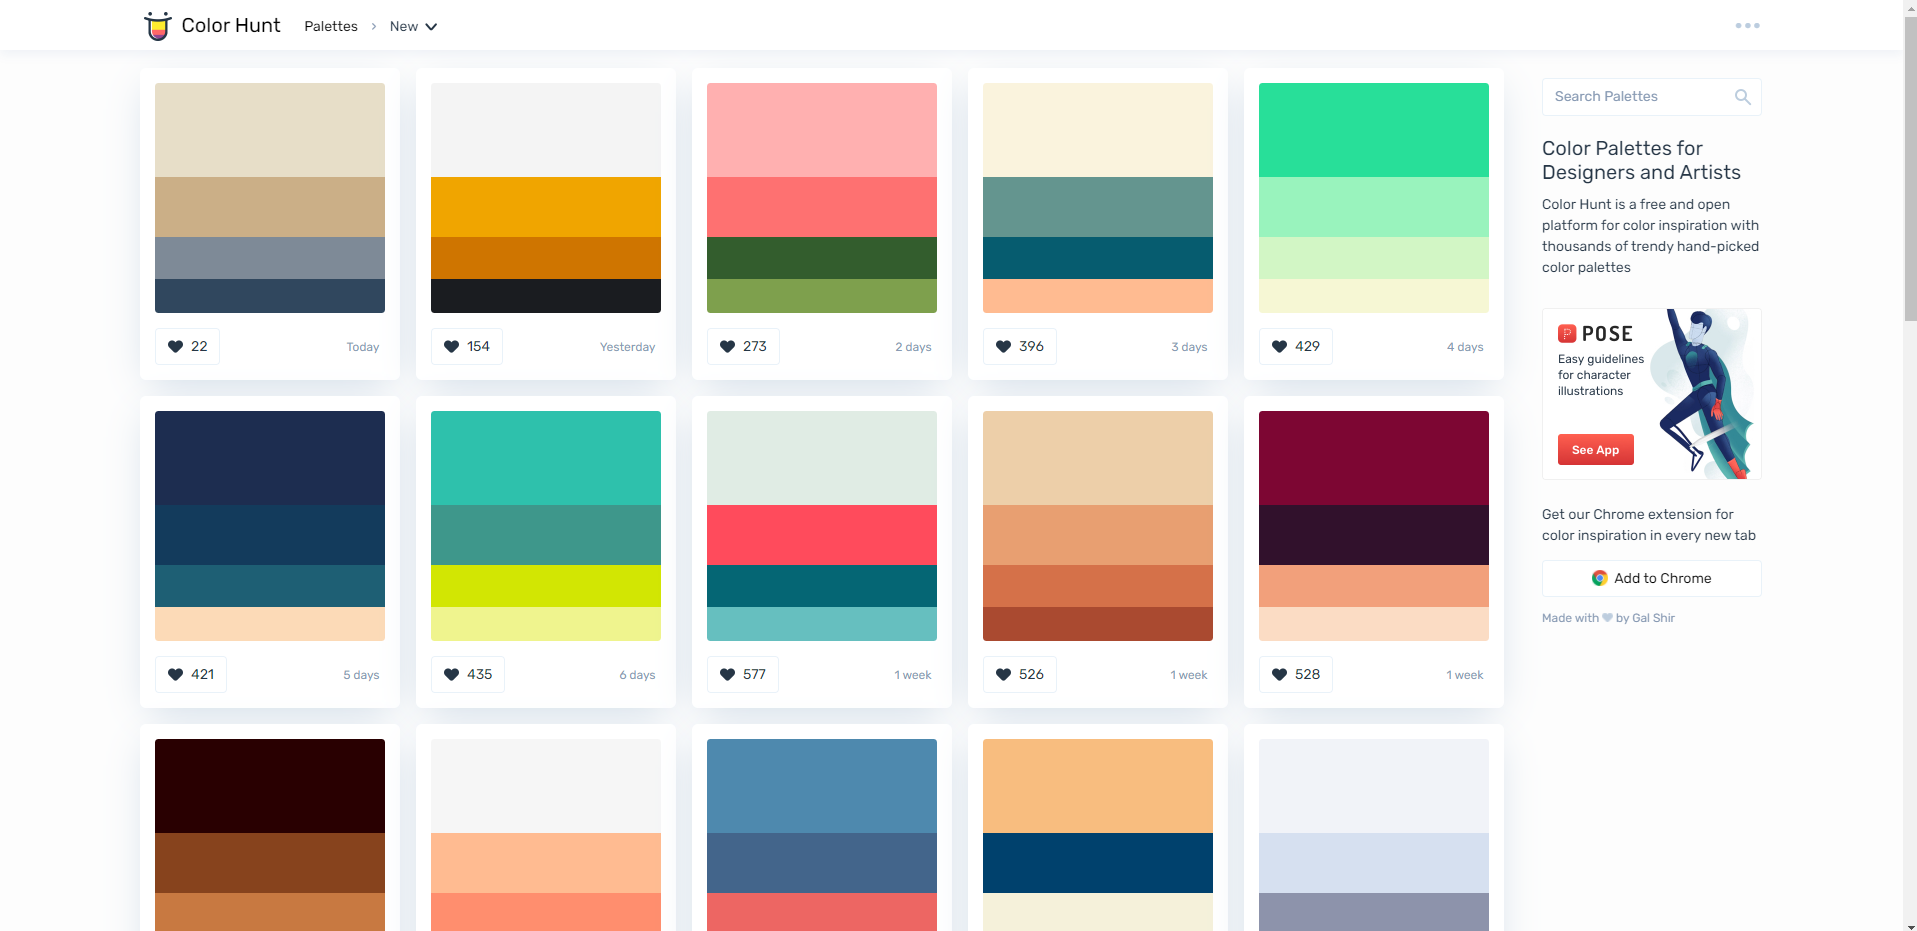 Color Hunt
Palettes > New
22
Today
154
Yesterday
273
2 days
396
3 days
429
4 days
421
5 days
435
6 days
577
1 week
526
1 week
528
1 week
Search Palettes
Color Palettes for
Designers and Artists
Color Hunt is a free and open
platform for color inspiration with
thousands of trendy hand-picked
color palettes
P POSE
Easy guidelines
for character
illustrations
See App
Get our Chrome extension for
color inspiration in every new tab
Add to Chrome
Made with ♥ by Gal Shir